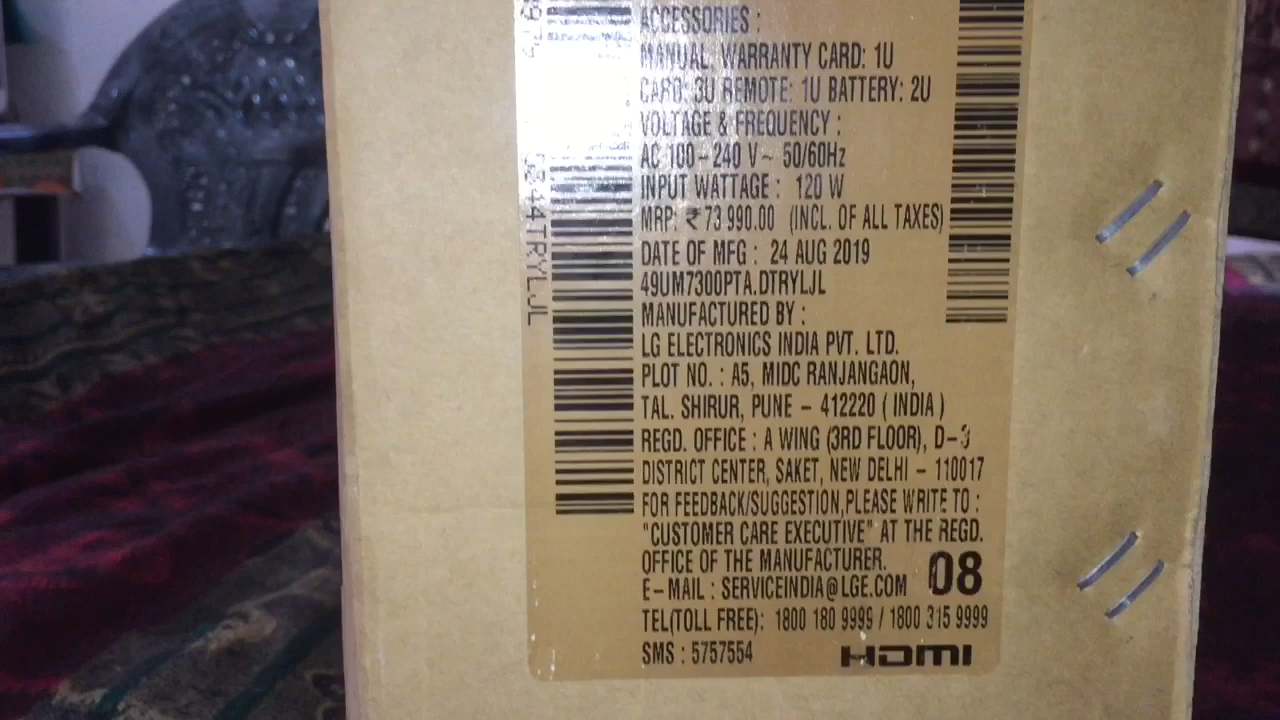 ACCESSORIES :
MANUAL, WARRANTY CARD: 1U
CARD: 3U REMOTE: 1U BATTERY: 2U
VOLTAGE & FREQUENCY :
AC 100-240 V~ 50/60Hz
INPUT WATTAGE : 120 W
MRP: ₹ 73 990.00 (INCL. OF ALL TAXES)
DATE OF MFG : 24 AUG 2019
49UM7300PTA.DTRYLJL
MANUFACTURED BY :
LG ELECTRONICS INDIA PVT. LTD.
PLOT NO. : A5, MIDC RANJANGAON,
TAL. SHIRUR, PUNE - 412220 ( INDIA )
REGD. OFFICE : A WING (3RD FLOOR), D-3
DISTRICT CENTER, SAKET, NEW DELHI - 110017
FOR FEEDBACK/SUGGESTION,PLEASE WRITE TO :
"CUSTOMER CARE EXECUTIVE" AT THE REGD.
OFFICE OF THE MANUFACTURER.
E-MAIL : SERVICEINDIA@LGE.COM
08
TEL(TOLL FREE): 1800 180 9999 / 1800 315 9999
SMS : 5757554
HDMI